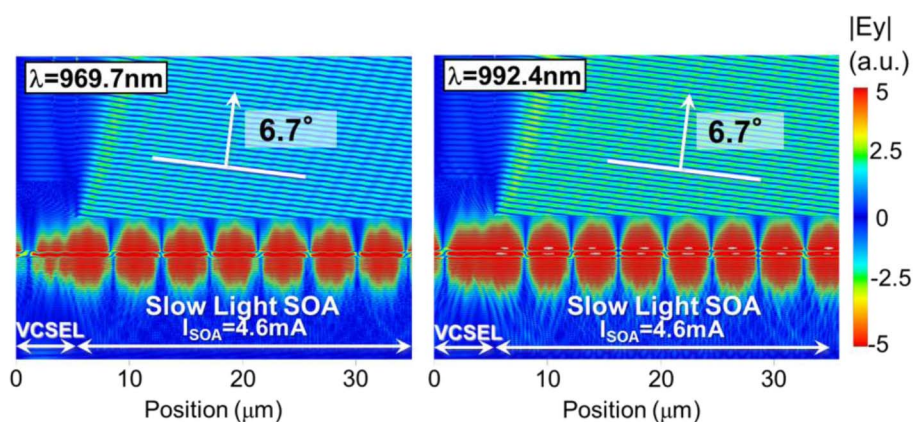 |Ey|
(a.u.)
λ=969.7nm
λ=992.4nm
5
6.7°
6.7°
2.5
0
-2.5
Slow Light SOA
Slow Light SOA
VCSEL
I_SOA=4.6mA
VCSEL
I_SOA=4.6mA
-5
0
10
20
30
0
10
20
30
Position (μm)
Position (μm)